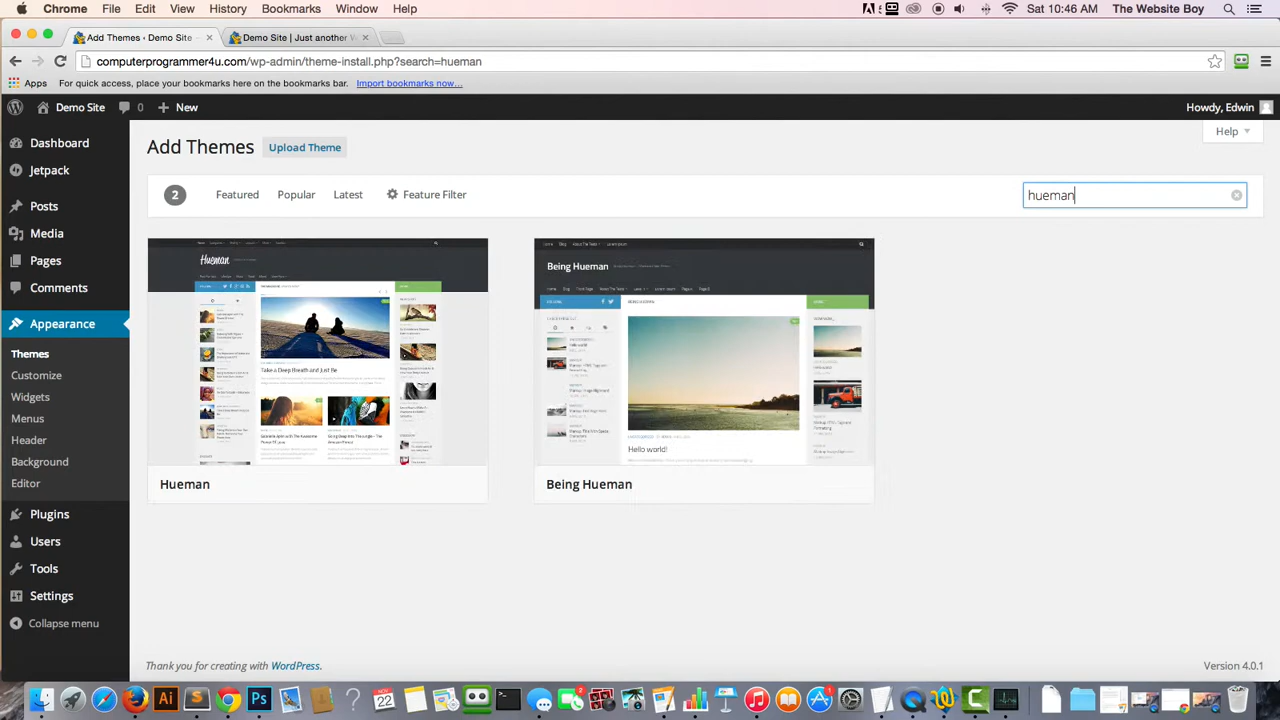 Chrome File Edit View History Bookmarks Window Help Sat 10:46 AM The Website Boy
Add Themes ‹ Demo Site Demo Site | Just another W
computerprogrammer4u.com/wp-admin/theme-install.php?search=hueman
Apps For quick access, place your bookmarks here on the bookmarks bar. Import bookmarks now...
Demo Site 0 New Howdy, Edwin
Help
Dashboard
Jetpack
Posts
Media
Pages
Comments
Appearance
Themes
Customize
Widgets
Menus
Header
Background
Editor
Plugins
Users
Tools
Settings
Collapse menu
Add Themes Upload Theme
2 Featured Popular Latest Feature Filter hueman
Hueman
Take a Deep Breath and Just Be
Hueman
Being Hueman
Hello world!
Being Hueman
Thank you for creating with WordPress. Version 4.0.1
NOV
22
2
1
Ai
Ps